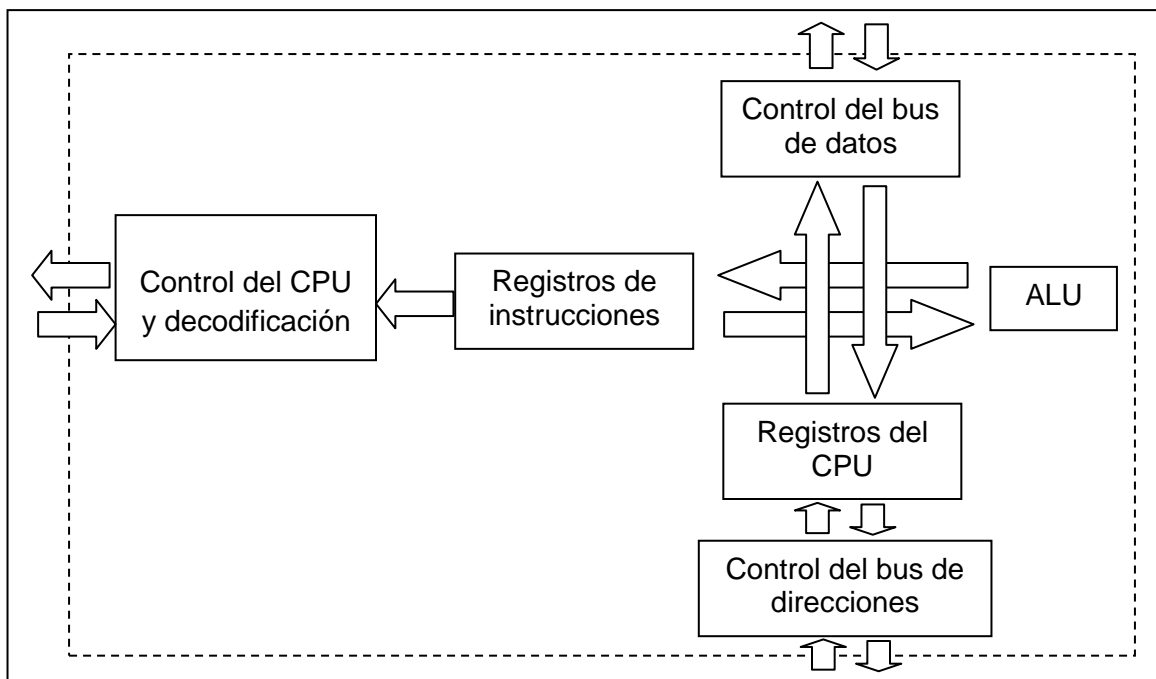 Control del bus
de datos
Control del CPU
y decodificación
Registros de
instrucciones
ALU
Registros del
CPU
Control del bus de
direcciones